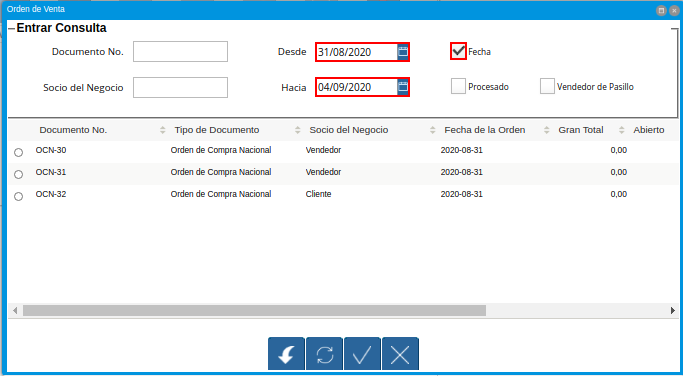 Orden de Venta
Entrar Consulta
Documento No. Desde 31/08/2020 Fecha
Socio del Negocio Hacia 04/09/2020 Procesado Vendedor de Pasillo
Documento No. Tipo de Documento Socio del Negocio Fecha de la Orden Gran Total Abierto
OCN-30 Orden de Compra Nacional Vendedor 2020-08-31 0,00
OCN-31 Orden de Compra Nacional Vendedor 2020-08-31 0,00
OCN-32 Orden de Compra Nacional Cliente 2020-08-31 0,00